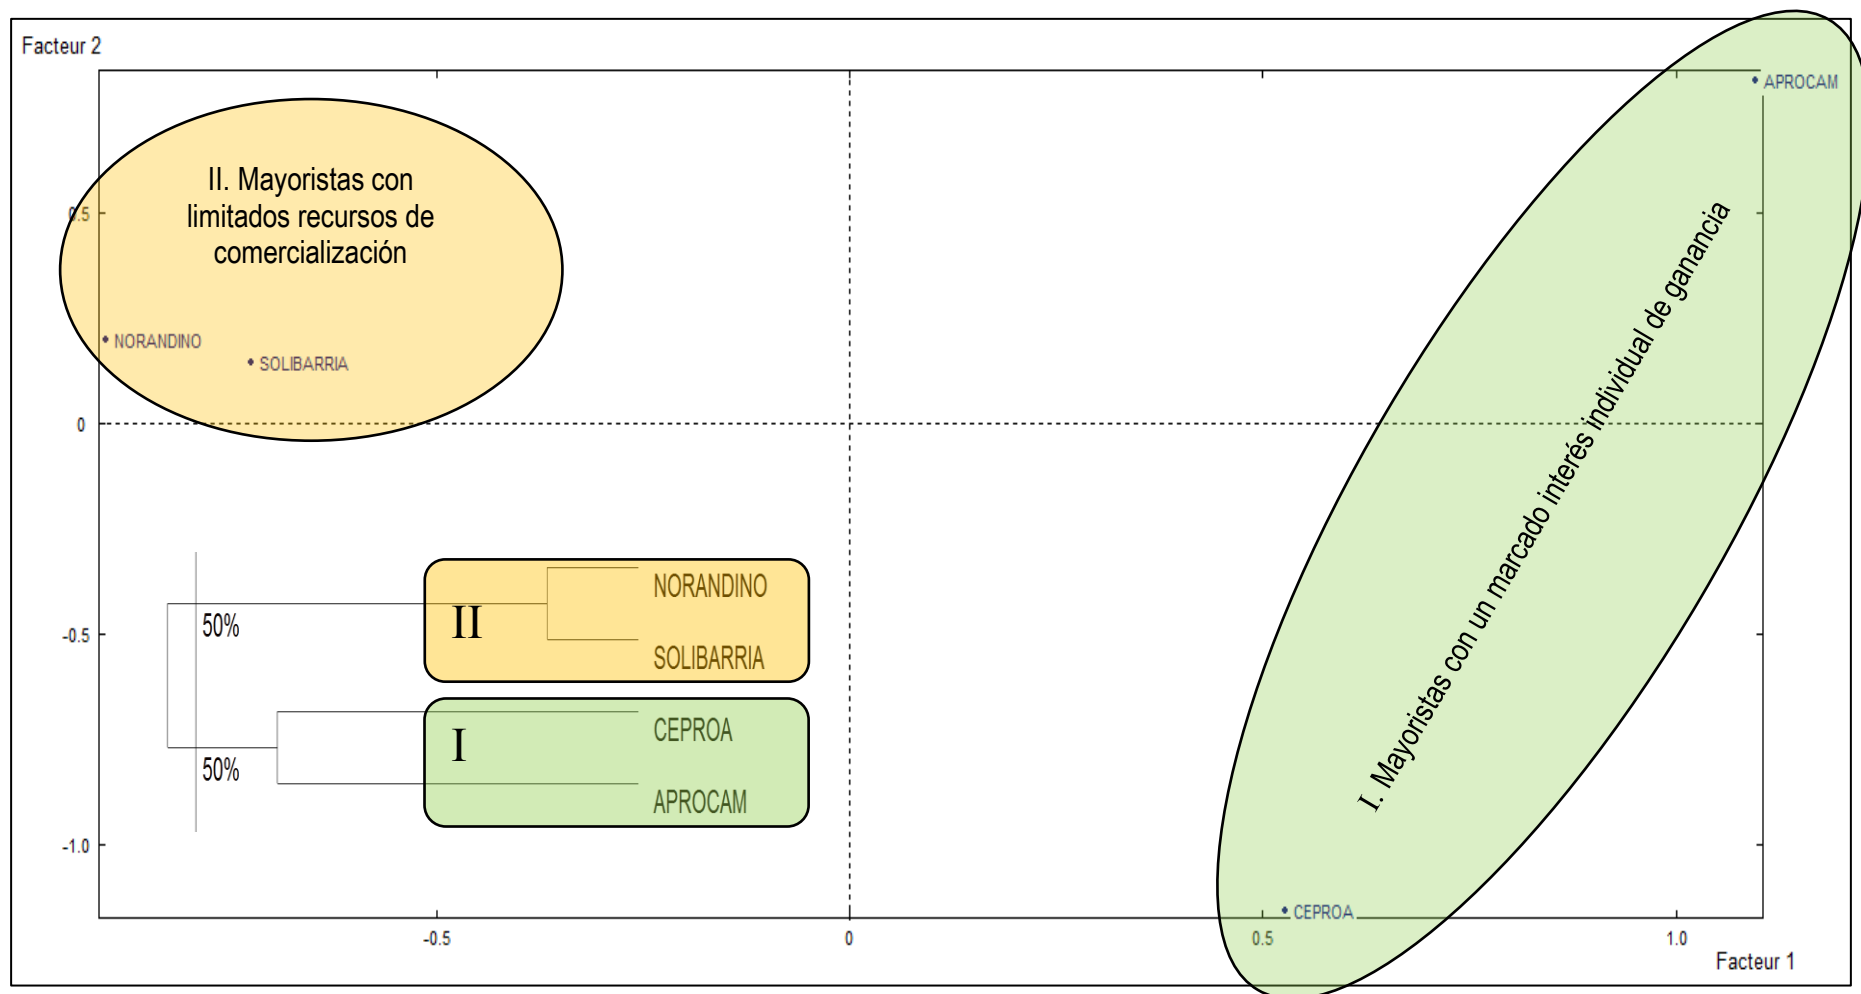 Facteur 2
APROCAM
II. Mayoristas con
limitados recursos de
comercialización
0.5
I. Mayoristas con un marcado interés individual de ganancia
NORANDINO
SOLIBARRIA
0
NORANDINO
II
50%
-0.5
SOLIBARRIA
CEPROA
I
50%
APROCAM
-1.0
CEPROA
-0.5
0
0.5
1.0
Facteur 1